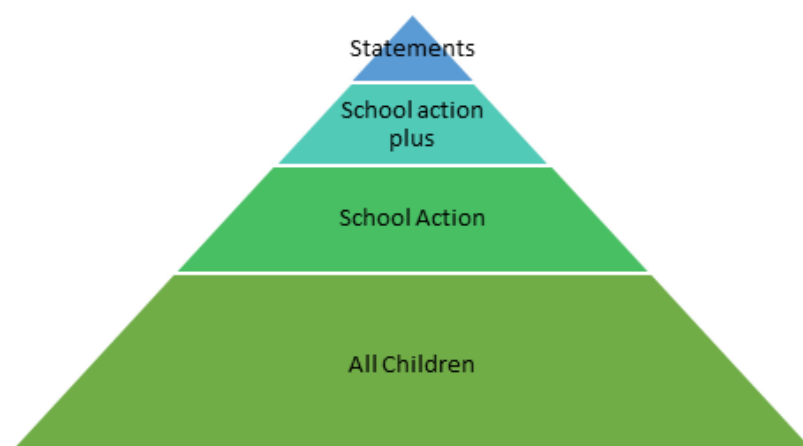 Statements
School action
plus
School Action
All Children